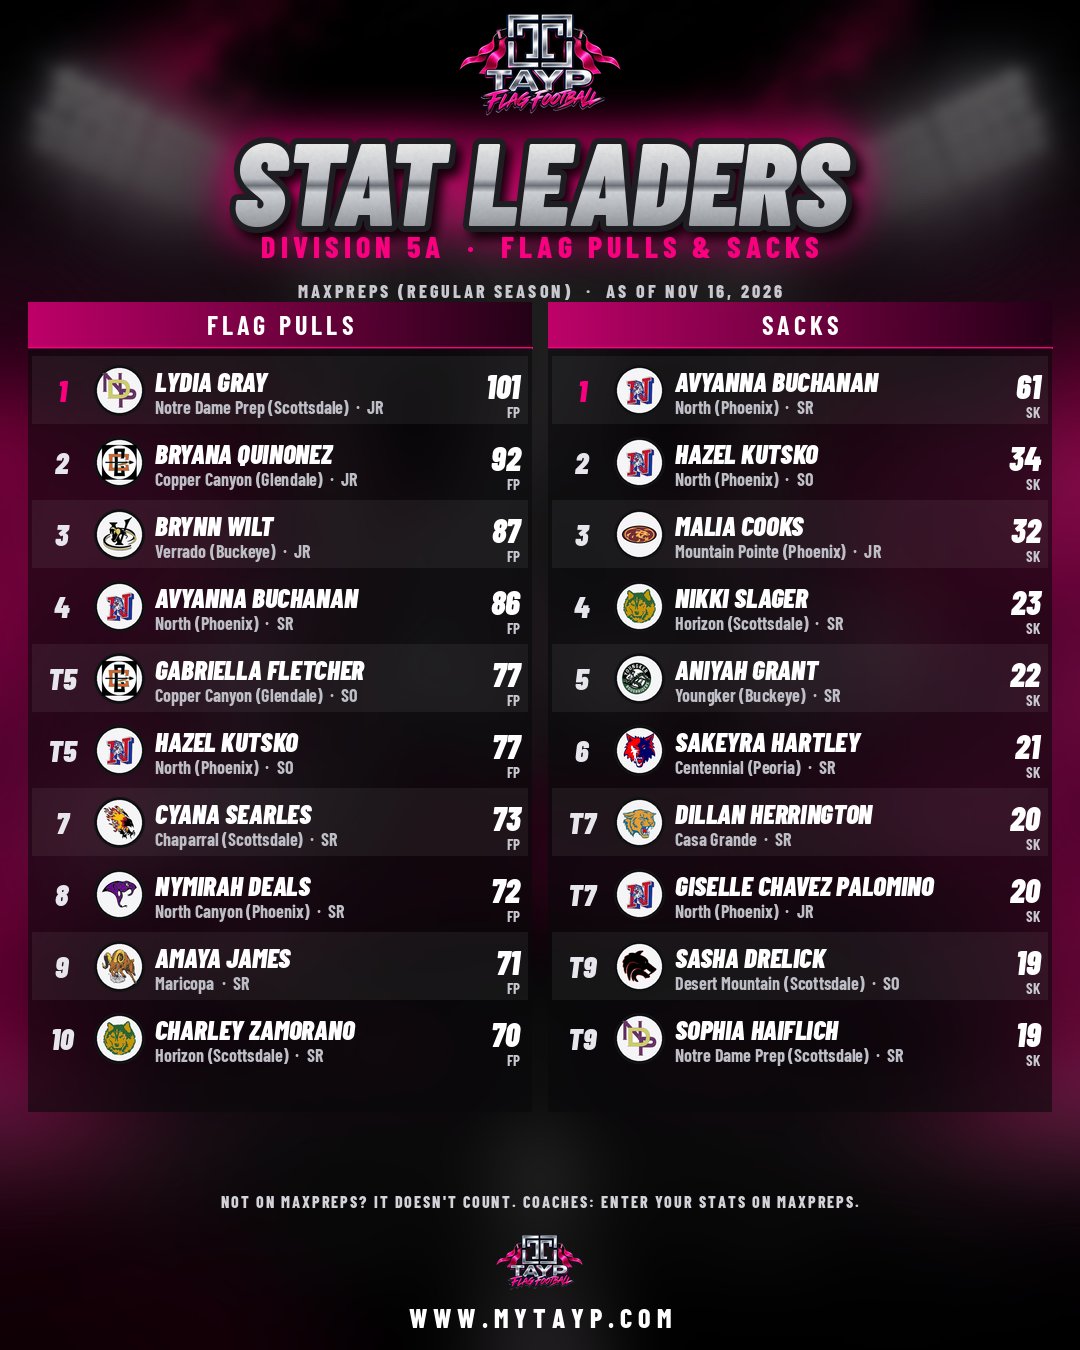 TAYP
FLAG FOOTBALL
STAT LEADERS
DIVISION 5A · FLAG PULLS & SACKS
MAXPREPS (REGULAR SEASON) · AS OF NOV 16, 2026
FLAG PULLS
1 LYDIA GRAY 101
Notre Dame Prep (Scottsdale) · JR FP
2 BRYANA QUINONEZ 92
Copper Canyon (Glendale) · JR FP
3 BRYNN WILT 87
Verrado (Buckeye) · JR FP
4 AVYANNA BUCHANAN 86
North (Phoenix) · SR FP
T5 GABRIELLA FLETCHER 77
Copper Canyon (Glendale) · SO FP
T5 HAZEL KUTSKO 77
North (Phoenix) · SO FP
7 CYANA SEARLES 73
Chaparral (Scottsdale) · SR FP
8 NYMIRAH DEALS 72
North Canyon (Phoenix) · SR FP
9 AMAYA JAMES 71
Maricopa · SR FP
10 CHARLEY ZAMORANO 70
Horizon (Scottsdale) · SR FP
SACKS
1 AVYANNA BUCHANAN 61
North (Phoenix) · SR SK
2 HAZEL KUTSKO 34
North (Phoenix) · SO SK
3 MALIA COOKS 32
Mountain Pointe (Phoenix) · JR SK
4 NIKKI SLAGER 23
Horizon (Scottsdale) · SR SK
5 ANIYAH GRANT 22
Youngker (Buckeye) · SR SK
6 SAKEYRA HARTLEY 21
Centennial (Peoria) · SR SK
T7 DILLAN HERRINGTON 20
Casa Grande · SR SK
T7 GISELLE CHAVEZ PALOMINO 20
North (Phoenix) · JR SK
T9 SASHA DRELICK 19
Desert Mountain (Scottsdale) · SO SK
T9 SOPHIA HAIFLICH 19
Notre Dame Prep (Scottsdale) · SR SK
NOT ON MAXPREPS? IT DOESN'T COUNT. COACHES: ENTER YOUR STATS ON MAXPREPS.
TAYP
FLAG FOOTBALL
WWW.MYTAYP.COM